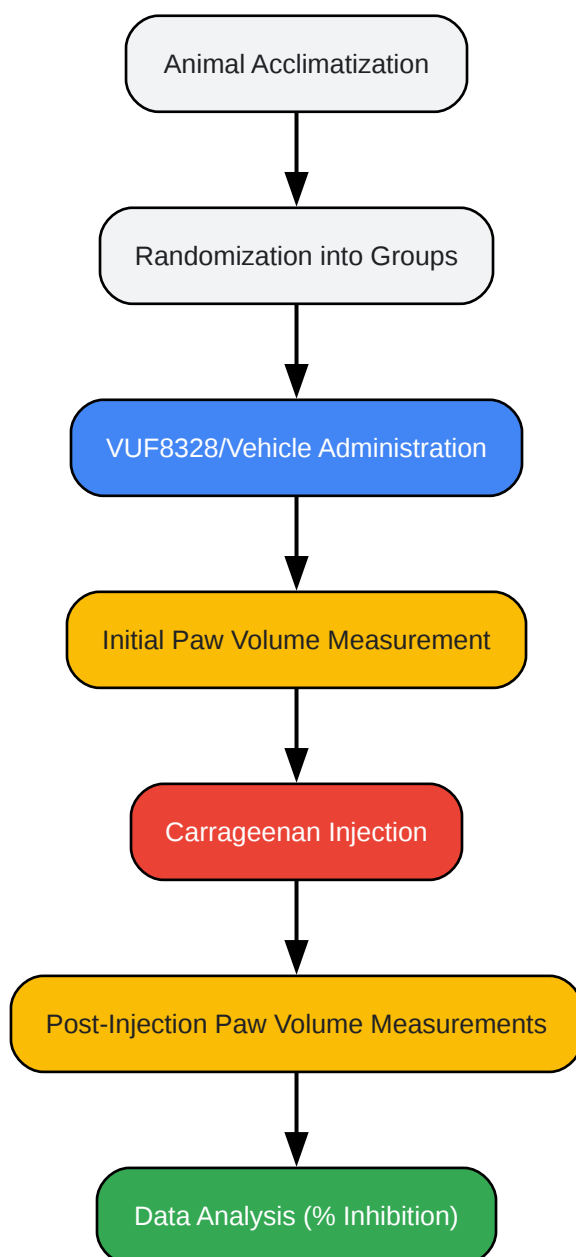 Animal Acclimatization
Randomization into Groups
VUF8328/Vehicle Administration
Initial Paw Volume Measurement
Carrageenan Injection
Post-Injection Paw Volume Measurements
Data Analysis (% Inhibition)